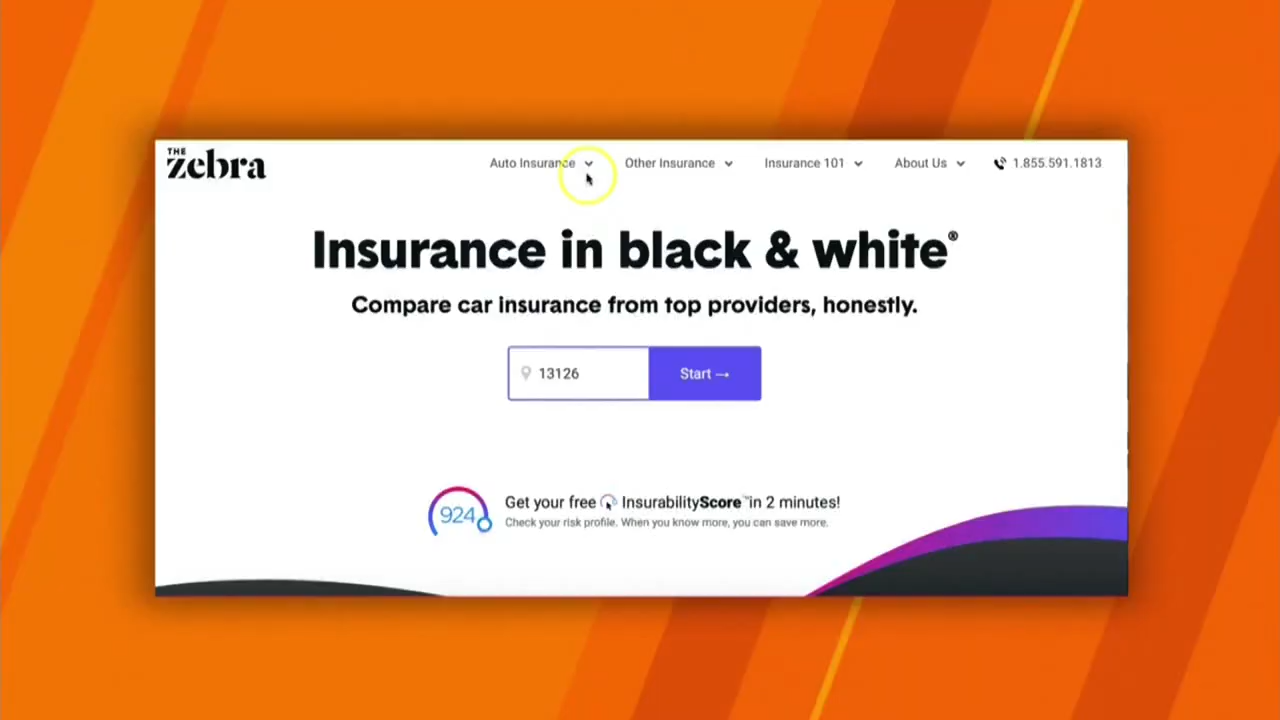 THE
zebra
Auto Insurance
Other Insurance
Insurance 101
About Us
1.855.591.1813
Insurance in black & white®
Compare car insurance from top providers, honestly.
13126
Start →
924
Get your free InsurabilityScore™ in 2 minutes!
Check your risk profile. When you know more, you can save more.